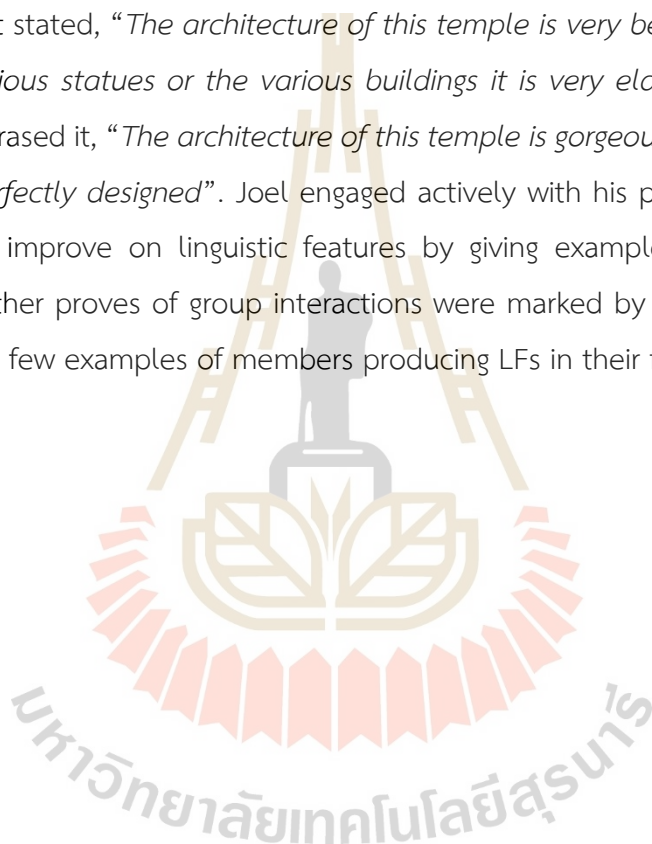 t stated, “The architecture of this temple is very be
ious statues or the various buildings it is very ela
rased it, “The architecture of this temple is gorgeou
rfectly designed”. Joel engaged actively with his p
improve on linguistic features by giving example
ther proves of group interactions were marked by
few examples of members producing LFs in their t
มหาวิทยาลัยเทคโนโลยีสุรนารี